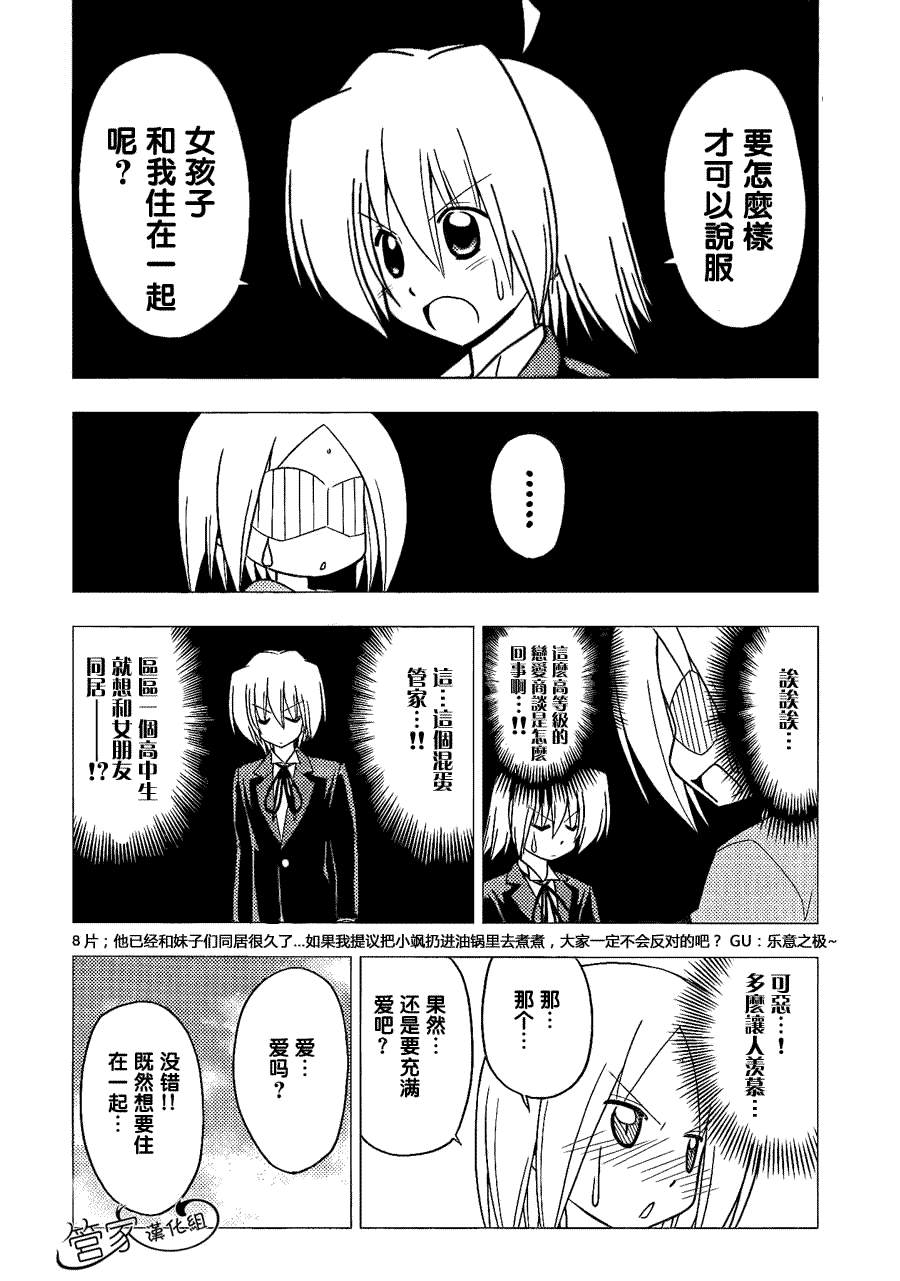 要怎麼樣
才可以說服
女孩子
和我住在一起
呢？
……
誒誒誒…
這麼高等級的
戀愛商談是怎麼
回事啊…!!
這…這個混蛋
管家…!!
區區一個高中生
就想和女朋友
同居——!?
8片；他已经和妹子们同居很久了...如果我提议把小飒扔进油锅里去煮煮，大家一定不会反对的吧？ GU：乐意之极~
可惡…!
多麼讓人羨慕…
那…
那个…
果然…
还是要充满
爱吧？
爱…
爱吗？
没错!!
既然想要住
在一起…
管家漢化組